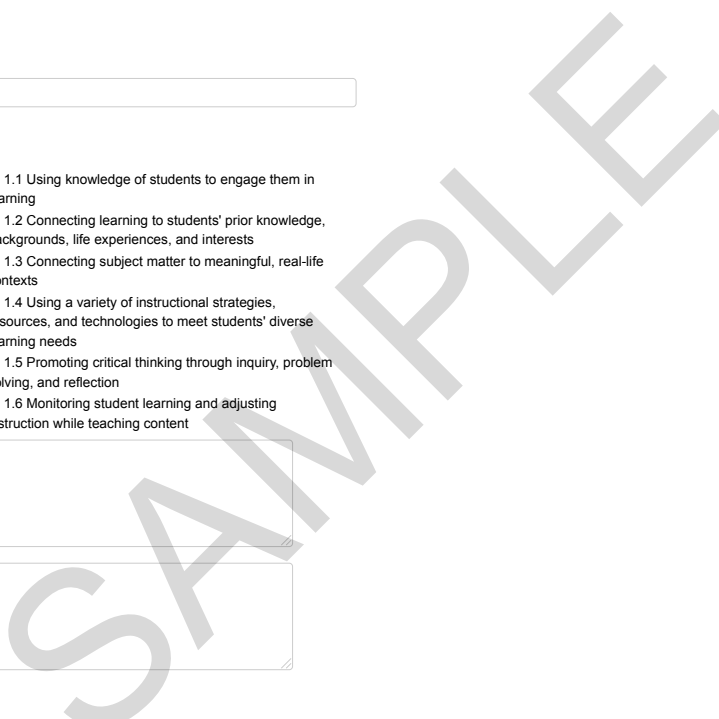 1.1 Using knowledge of students to engage them in
arning
1.2 Connecting learning to students' prior knowledge,
ackgrounds, life experiences, and interests
1.3 Connecting subject matter to meaningful, real-life
ontexts
1.4 Using a variety of instructional strategies,
sources, and technologies to meet students' diverse
arning needs
1.5 Promoting critical thinking through inquiry, problem
lving, and reflection
1.6 Monitoring student learning and adjusting
struction while teaching content
SAMPLE